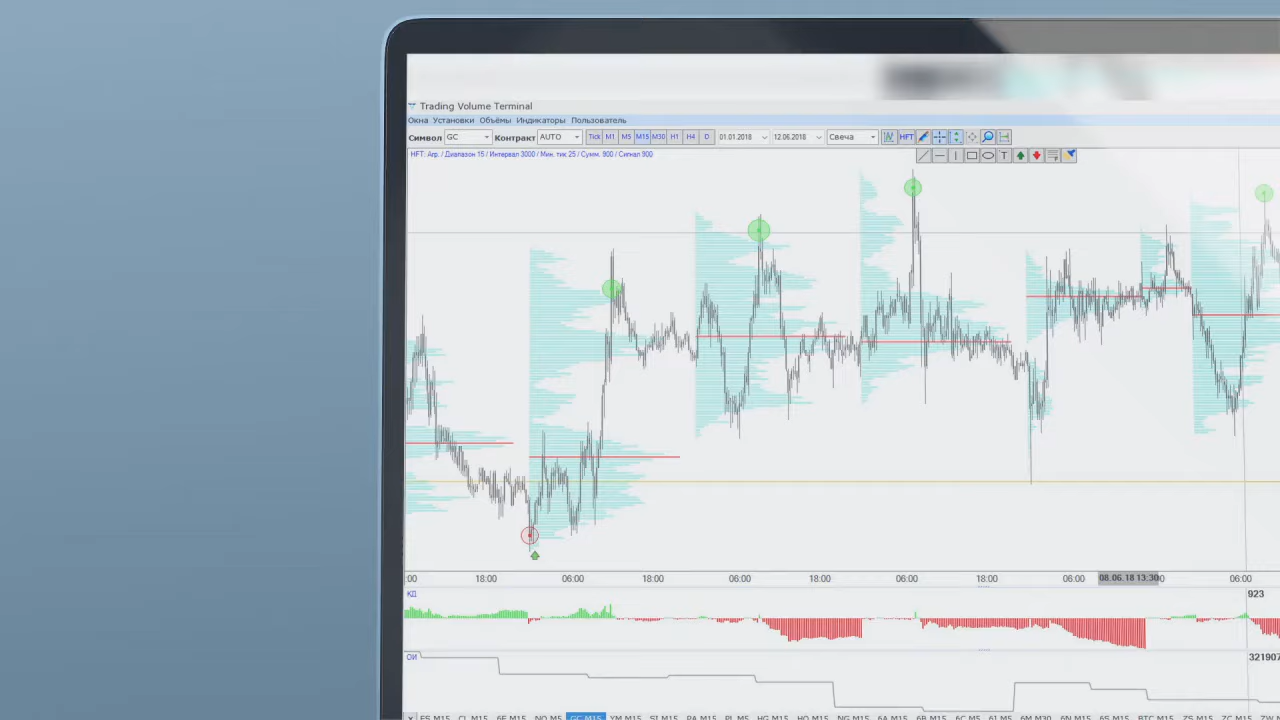 Trading Volume Terminal
Окна Установки Объёмы Индикаторы Пользователь
Символ GC Контракт AUTO Tick M1 M5 M15 M30 H1 H4 D 01.01.2018 12.06.2018 Свеча HFT
HFT: Агр. / Диапазон 15 / Интервал 3000 / Мин. тик 25 / Сумм. 900 / Сигнал 900
T
:00 18:00 06:00 18:00 06:00 18:00 06:00 18:00 06:00 08.06.18 13:30 06:00
КД 923
ОИ 321907
x ES M15 CL M15 6E M15 NQ M5 GC M15 YM M15 SI M15 PA M15 PL M5 HG M15 HO M15 NG M15 6A M15 6B M15 6C M5 6J M5 6M M30 6N M15 6S M15 BTC M15 ZS M15 ZC M15